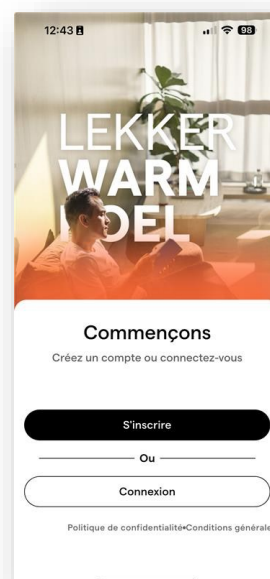 12:43
98
LEKKER
WARM
Commençons
Créez un compte ou connectez-vous
S'inscrire
Ou
Connexion
Politique de confidentialité•Conditions générale